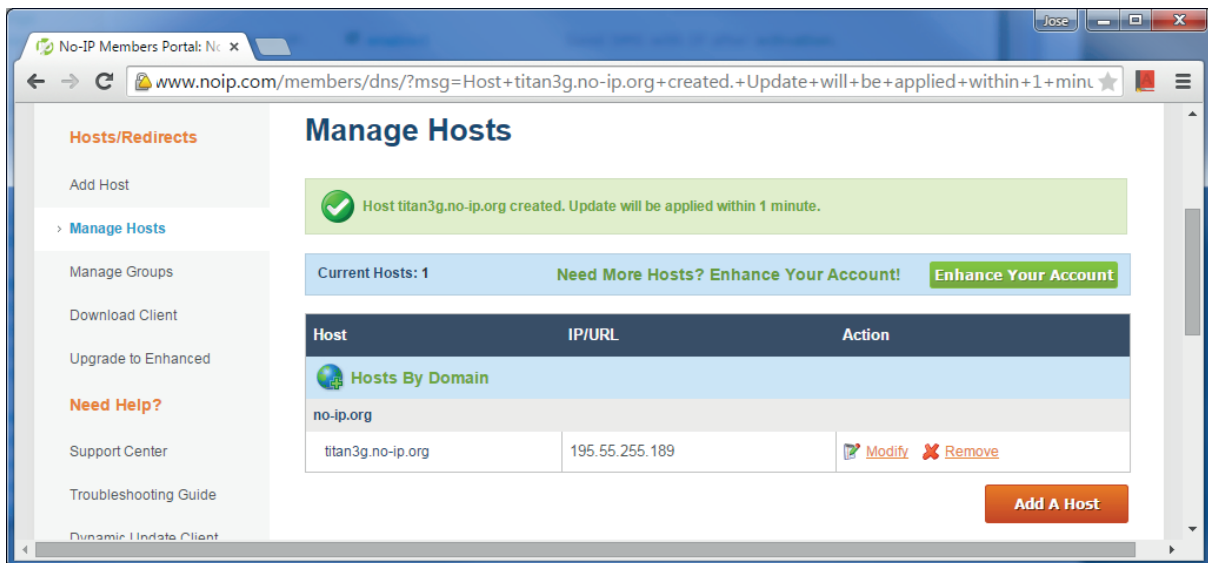 Jose
No-IP Members Portal: No
www.noip.com/members/dns/?msg=Host+titan3g.no-ip.org+created.+Update+will+be+applied+within+1+minu
Hosts/Redirects
Add Host
Manage Hosts
Manage Groups
Download Client
Upgrade to Enhanced
Need Help?
Support Center
Troubleshooting Guide
Dynamic Update Client
Manage Hosts
Host titan3g.no-ip.org created. Update will be applied within 1 minute.
Current Hosts: 1 Need More Hosts? Enhance Your Account! Enhance Your Account
Host IP/URL Action
Hosts By Domain
no-ip.org
titan3g.no-ip.org 195.55.255.189 Modify Remove
Add A Host